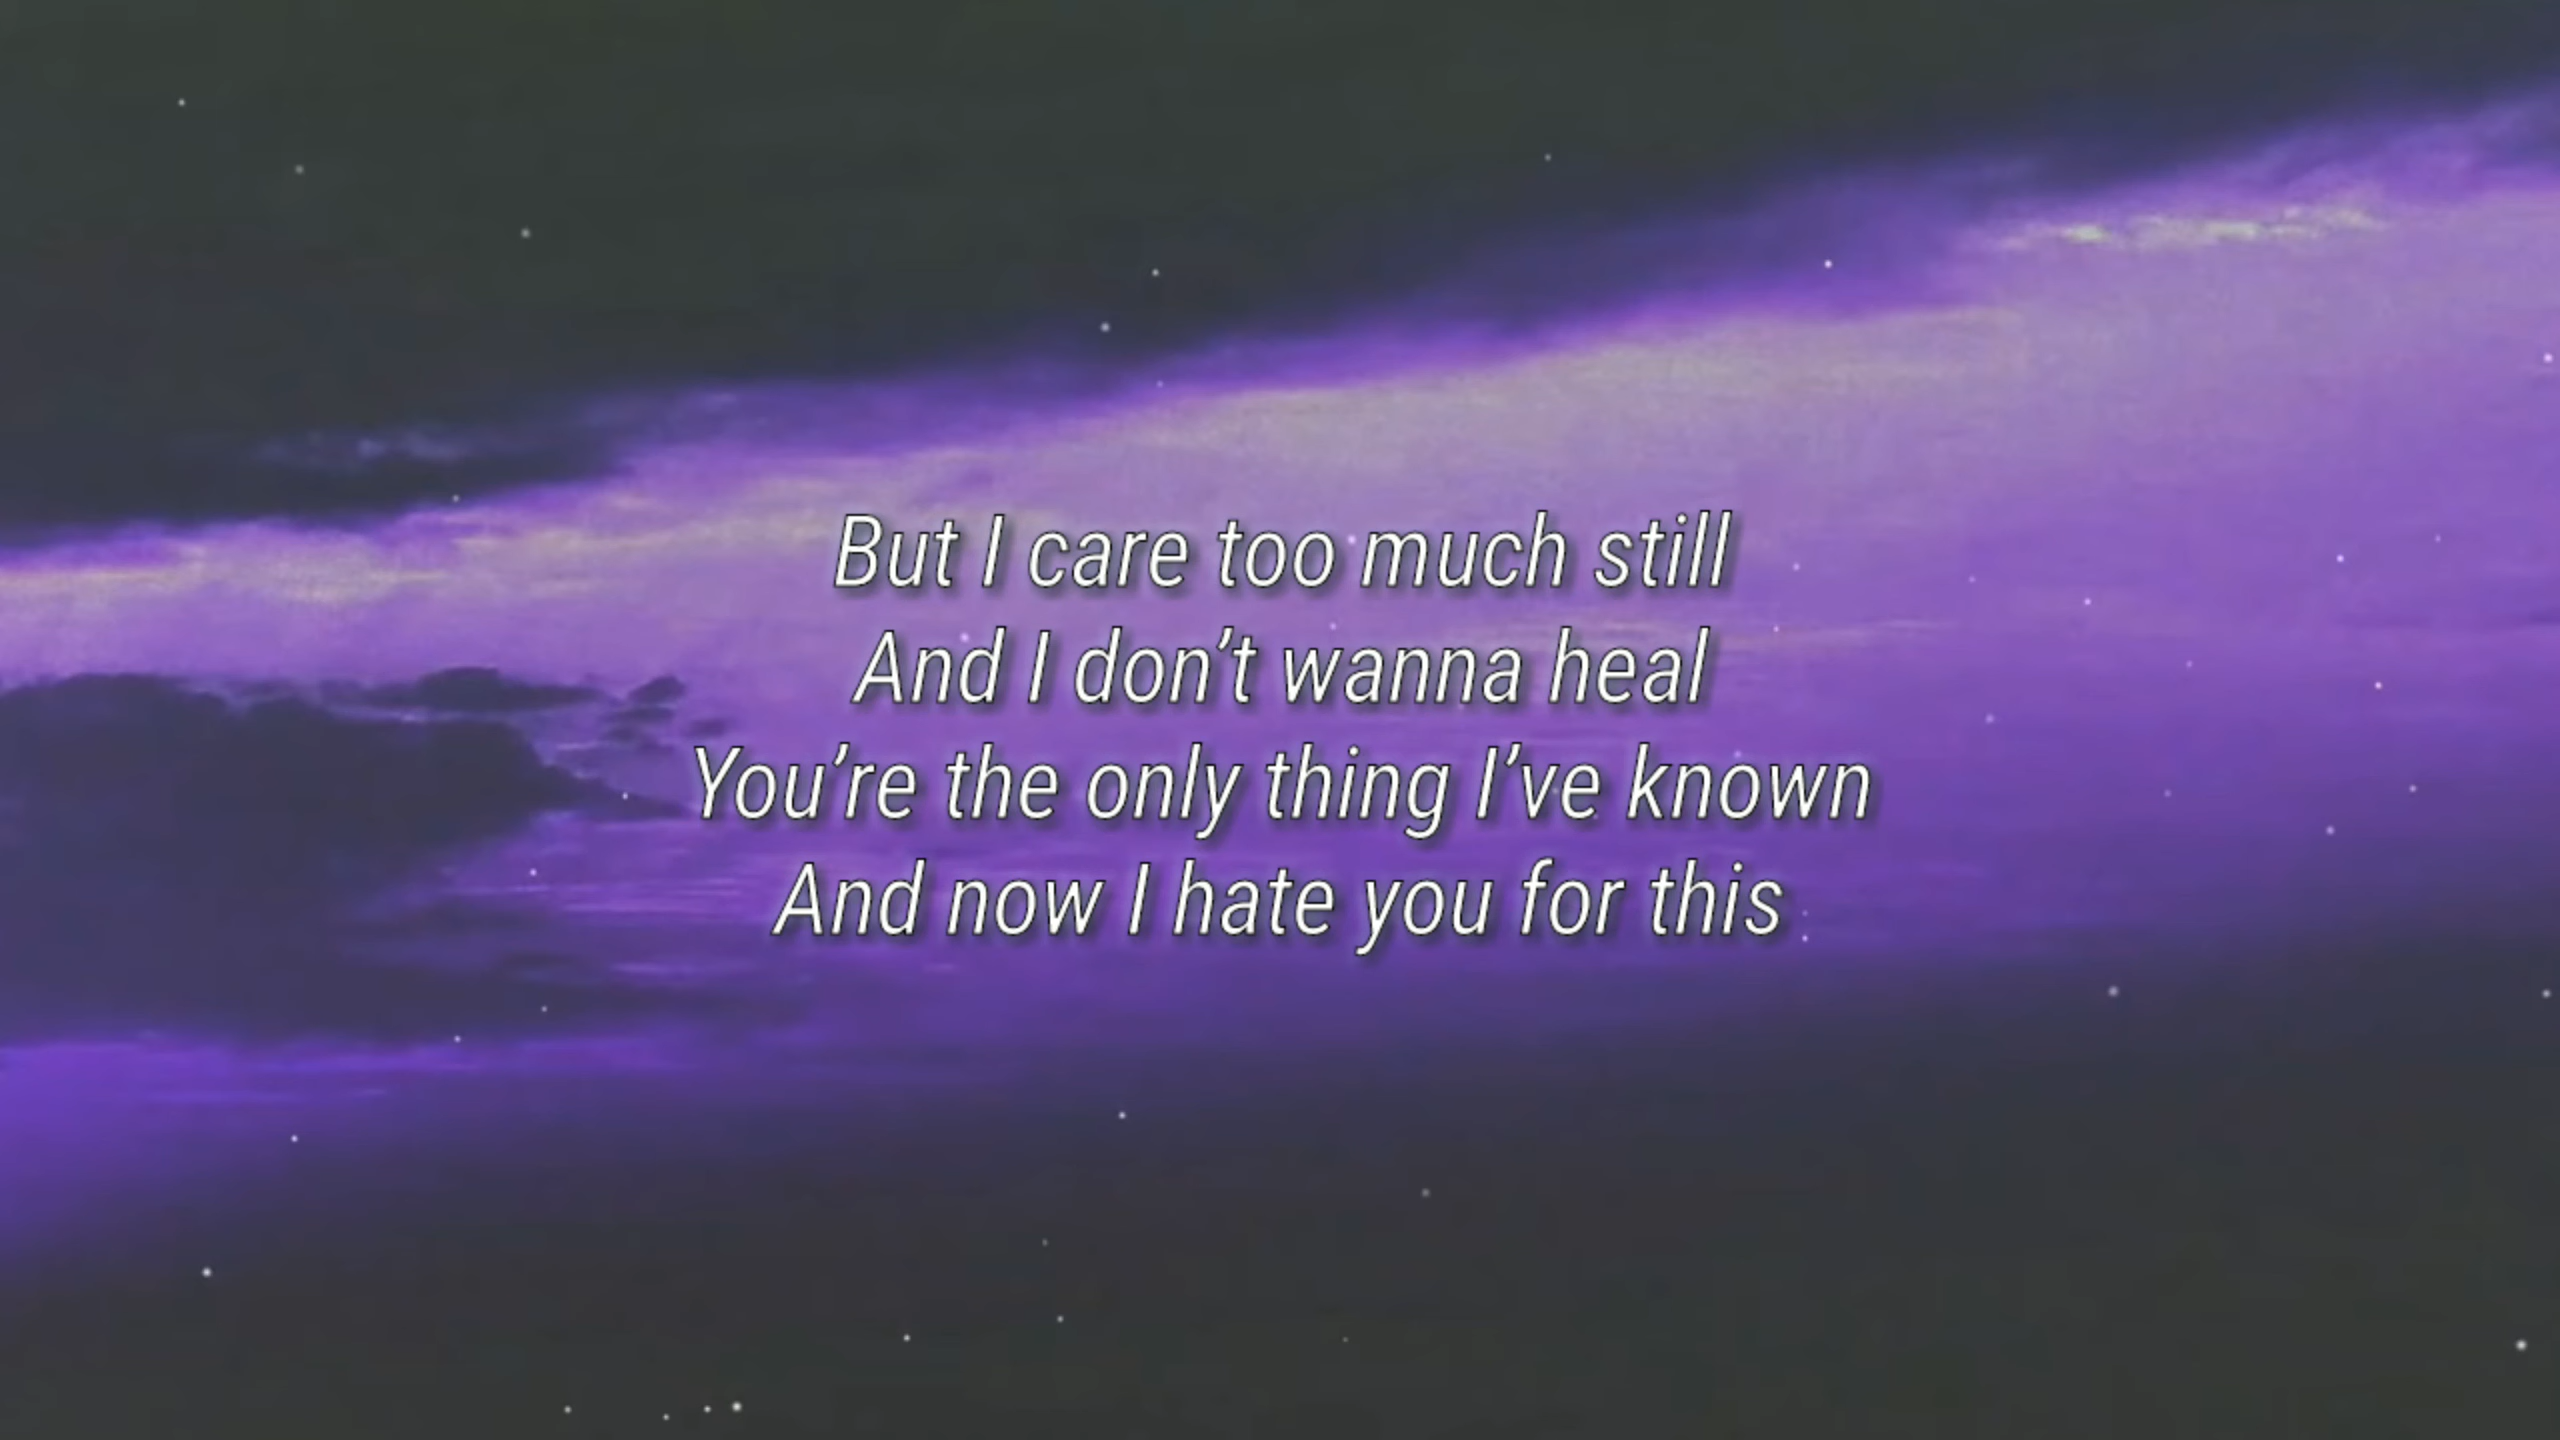 But I care too much still
And I don’t wanna heal
You’re the only thing I’ve known
And now I hate you for this